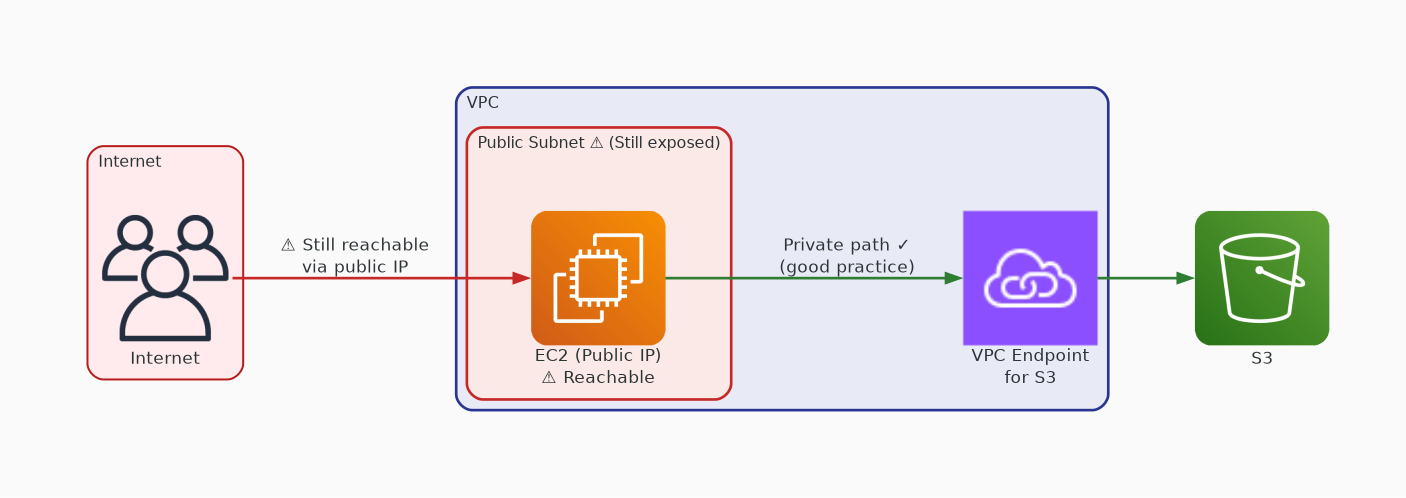 VPC
Public Subnet ⚠ (Still exposed)
Internet
⚠ Still reachable
via public IP
Private path ✓
(good practice)
Internet
EC2 (Public IP)
⚠ Reachable
VPC Endpoint
for S3
S3